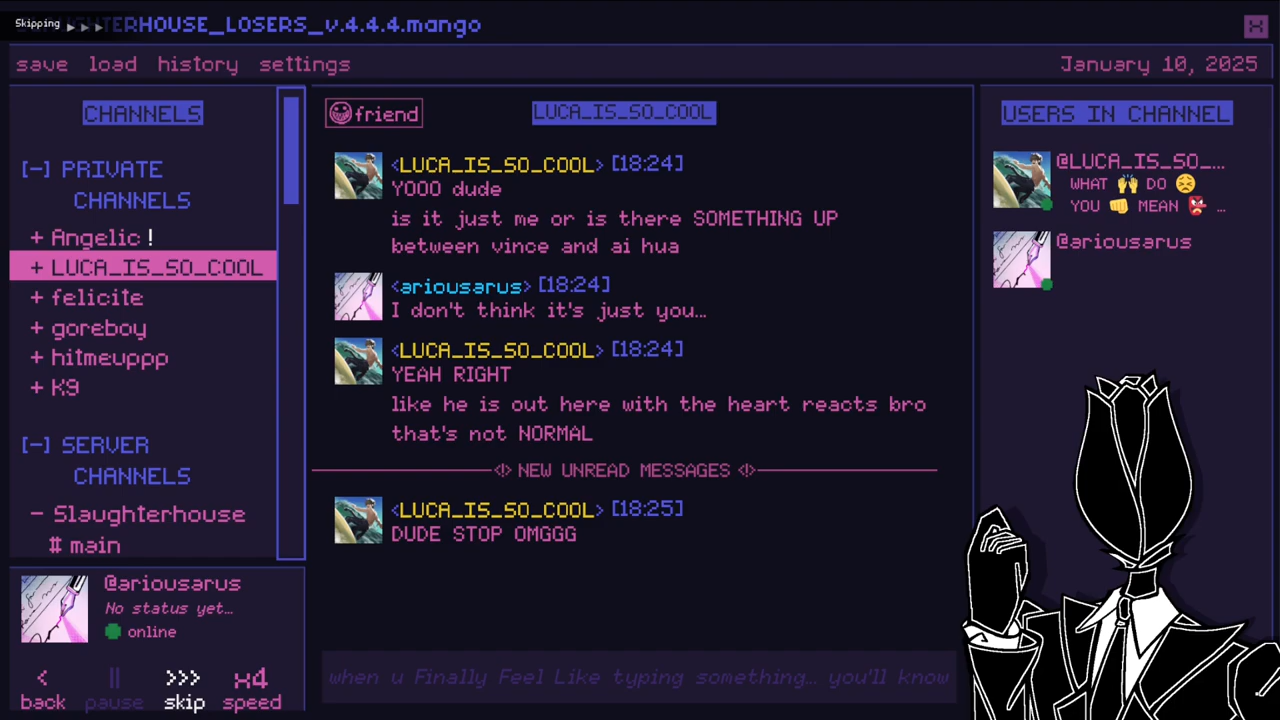 Skipping
HTERHOUSE_LOSERS_v.4.4.4.mango
X
save load history settings
January 10, 2025
CHANNELS
[-] PRIVATE
CHANNELS
+ Angelic !
+ LUCA_IS_SO_COOL
+ felicite
+ goreboy
+ hitmeuppp
+ K9
[-] SERVER
CHANNELS
- Slaughterhouse
# main
@ariousarus
No status yet...
online
< back
|| pause
>>> skip
x4 speed
friend
LUCA_IS_SO_COOL
<LUCA_IS_SO_COOL> [18:24]
YOOO dude
is it just me or is there SOMETHING UP
between vince and ai hua
<ariousarus> [18:24]
I don't think it's just you...
<LUCA_IS_SO_COOL> [18:24]
YEAH RIGHT
like he is out here with the heart reacts bro
that's not NORMAL
<!> NEW UNREAD MESSAGES <!>
<LUCA_IS_SO_COOL> [18:25]
DUDE STOP OMGGG
when u Finally Feel Like typing something... you'll know
USERS IN CHANNEL
@LUCA_IS_SO_...
WHAT 🙌 DO 😣
YOU 👊 MEAN 👺 ...
@ariousarus